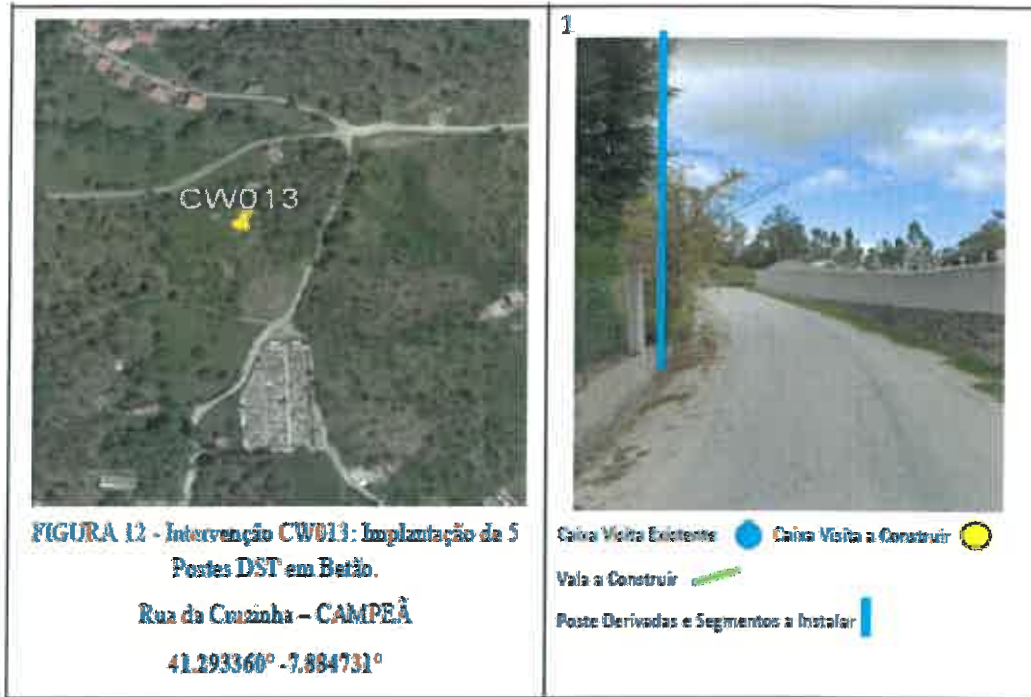 CW013
FIGURA 12 - Intervenção CW013: Implantação de 5
Postes DST em Betão.
Rua da Cruzinha – CAMPEÃ
41.293360° -7.884731°
1
Caixa Visita Existente
Caixa Visita a Construir
Vala a Construir
Poste Derivadas e Segmentos a Instalar